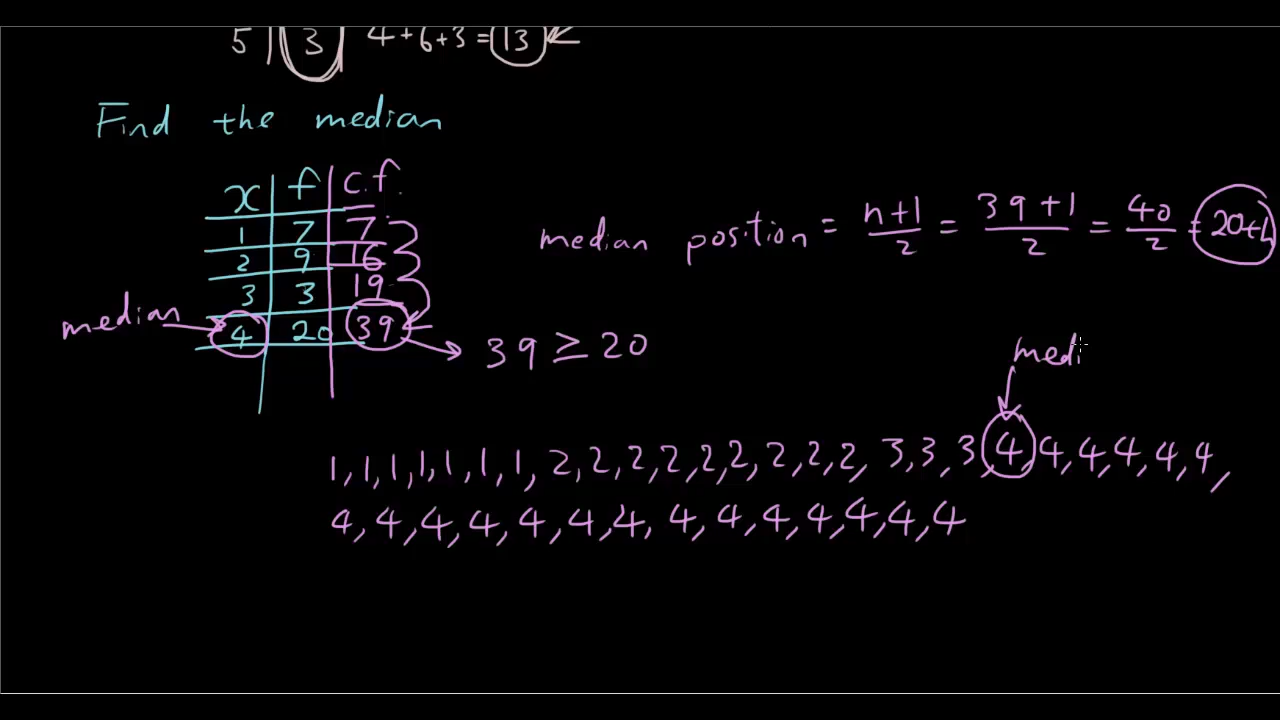 5 3 4+6+3=13
Find the median
x f c.f.
1 7 7
2 9 16
3 3 19
median 4 20 39
39 ≥ 20
median position = n+1/2 = 39+1/2 = 40/2 = 20th
medi
1,1,1,1,1,1,1,2,2,2,2,2,2,2,2,2,3,3,3,4,4,4,4,4,4,
4,4,4,4,4,4,4,4,4,4,4,4,4,4